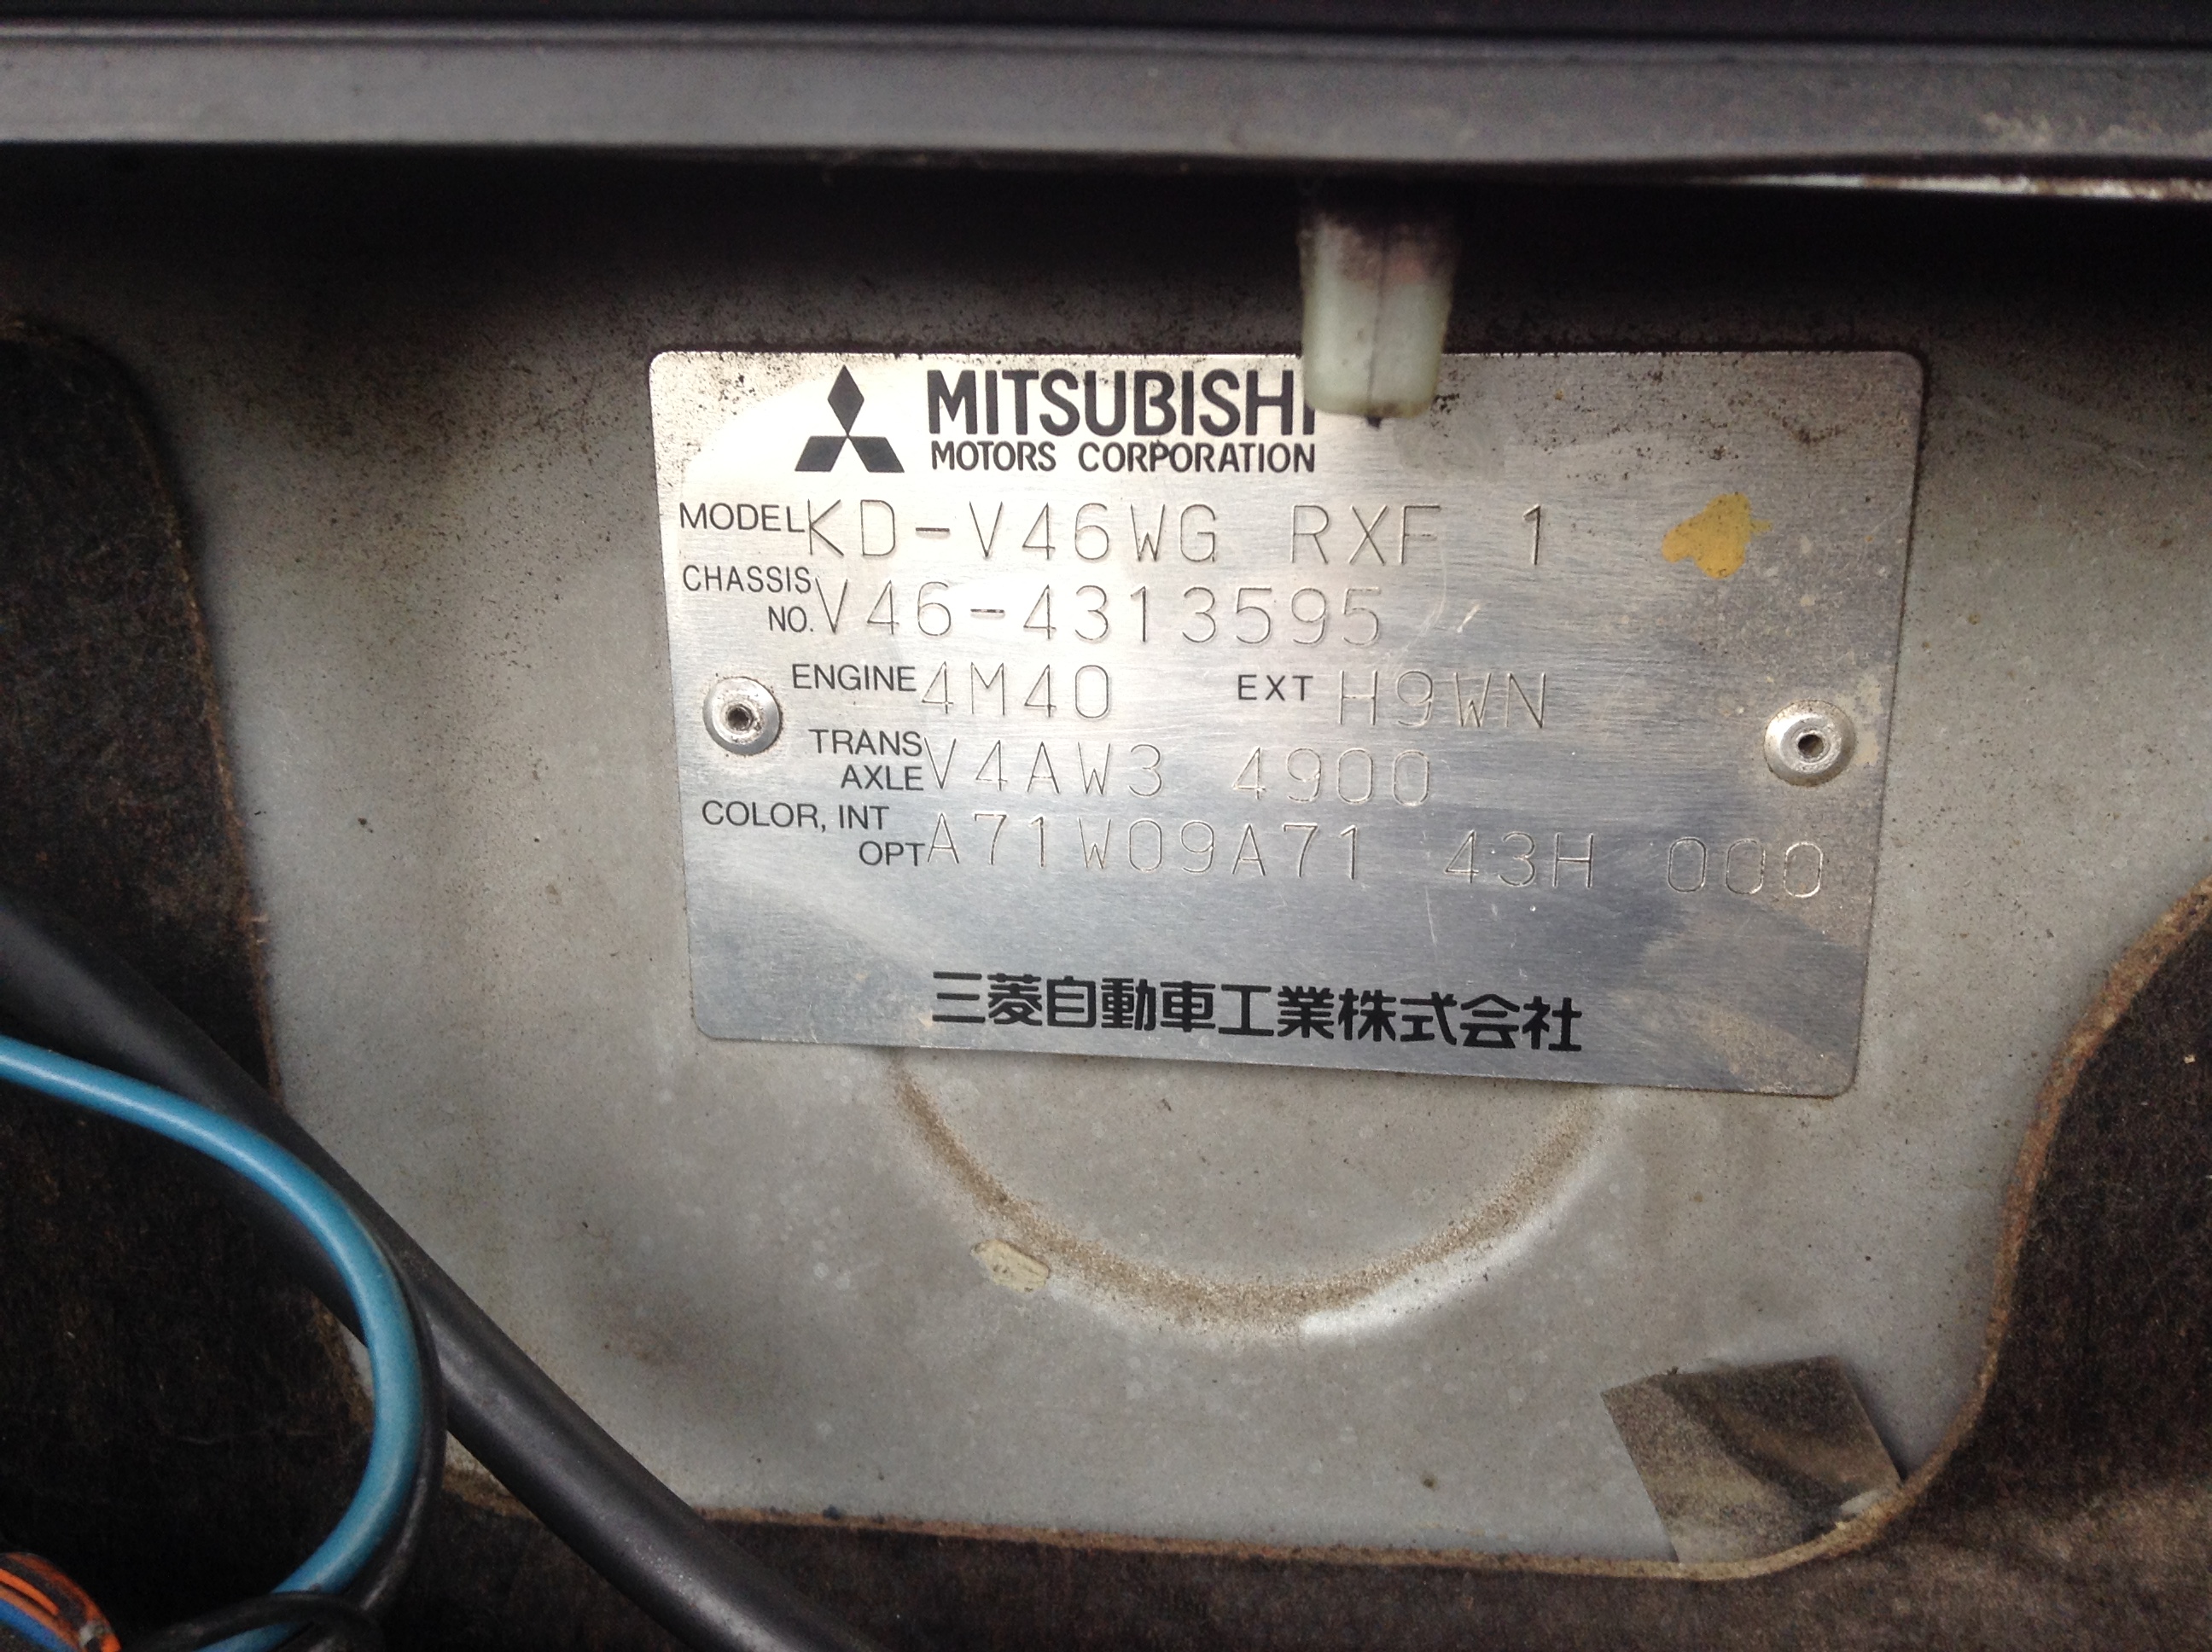 MITSUBISHI
MOTORS CORPORATION
MODEL KD-V46WG RXF 1
CHASSIS NO. V46-4313595
ENGINE 4M40 EXT H9WN
TRANS AXLE V4AW3 4900
COLOR, INT OPT A71W09A71 43H 000
三菱自動車工業株式会社